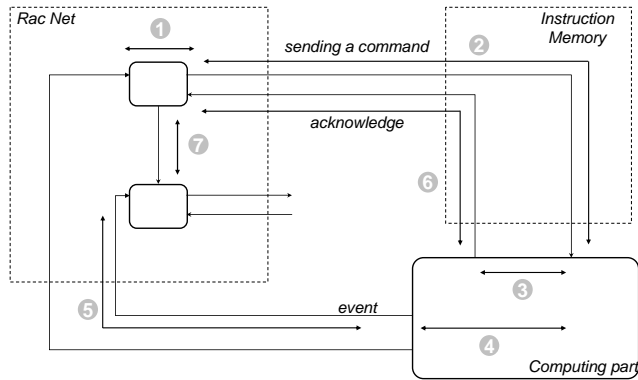 Rac Net
1
Instruction
Memory
sending a command
2
acknowledge
7
6
3
event
5
4
Computing part